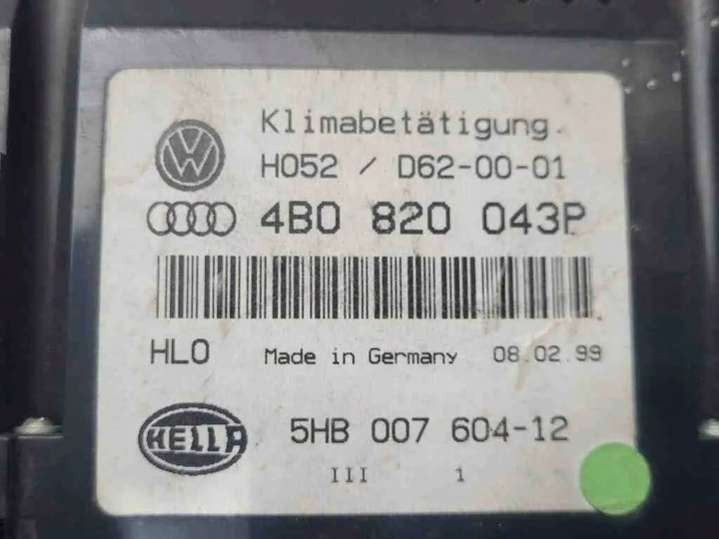 Klimabetätigung.
H052 / D62-00-01
4B0 820 043P
HLO Made in Germany 08.02.99
HELLA 5HB 007 604-12
III 1